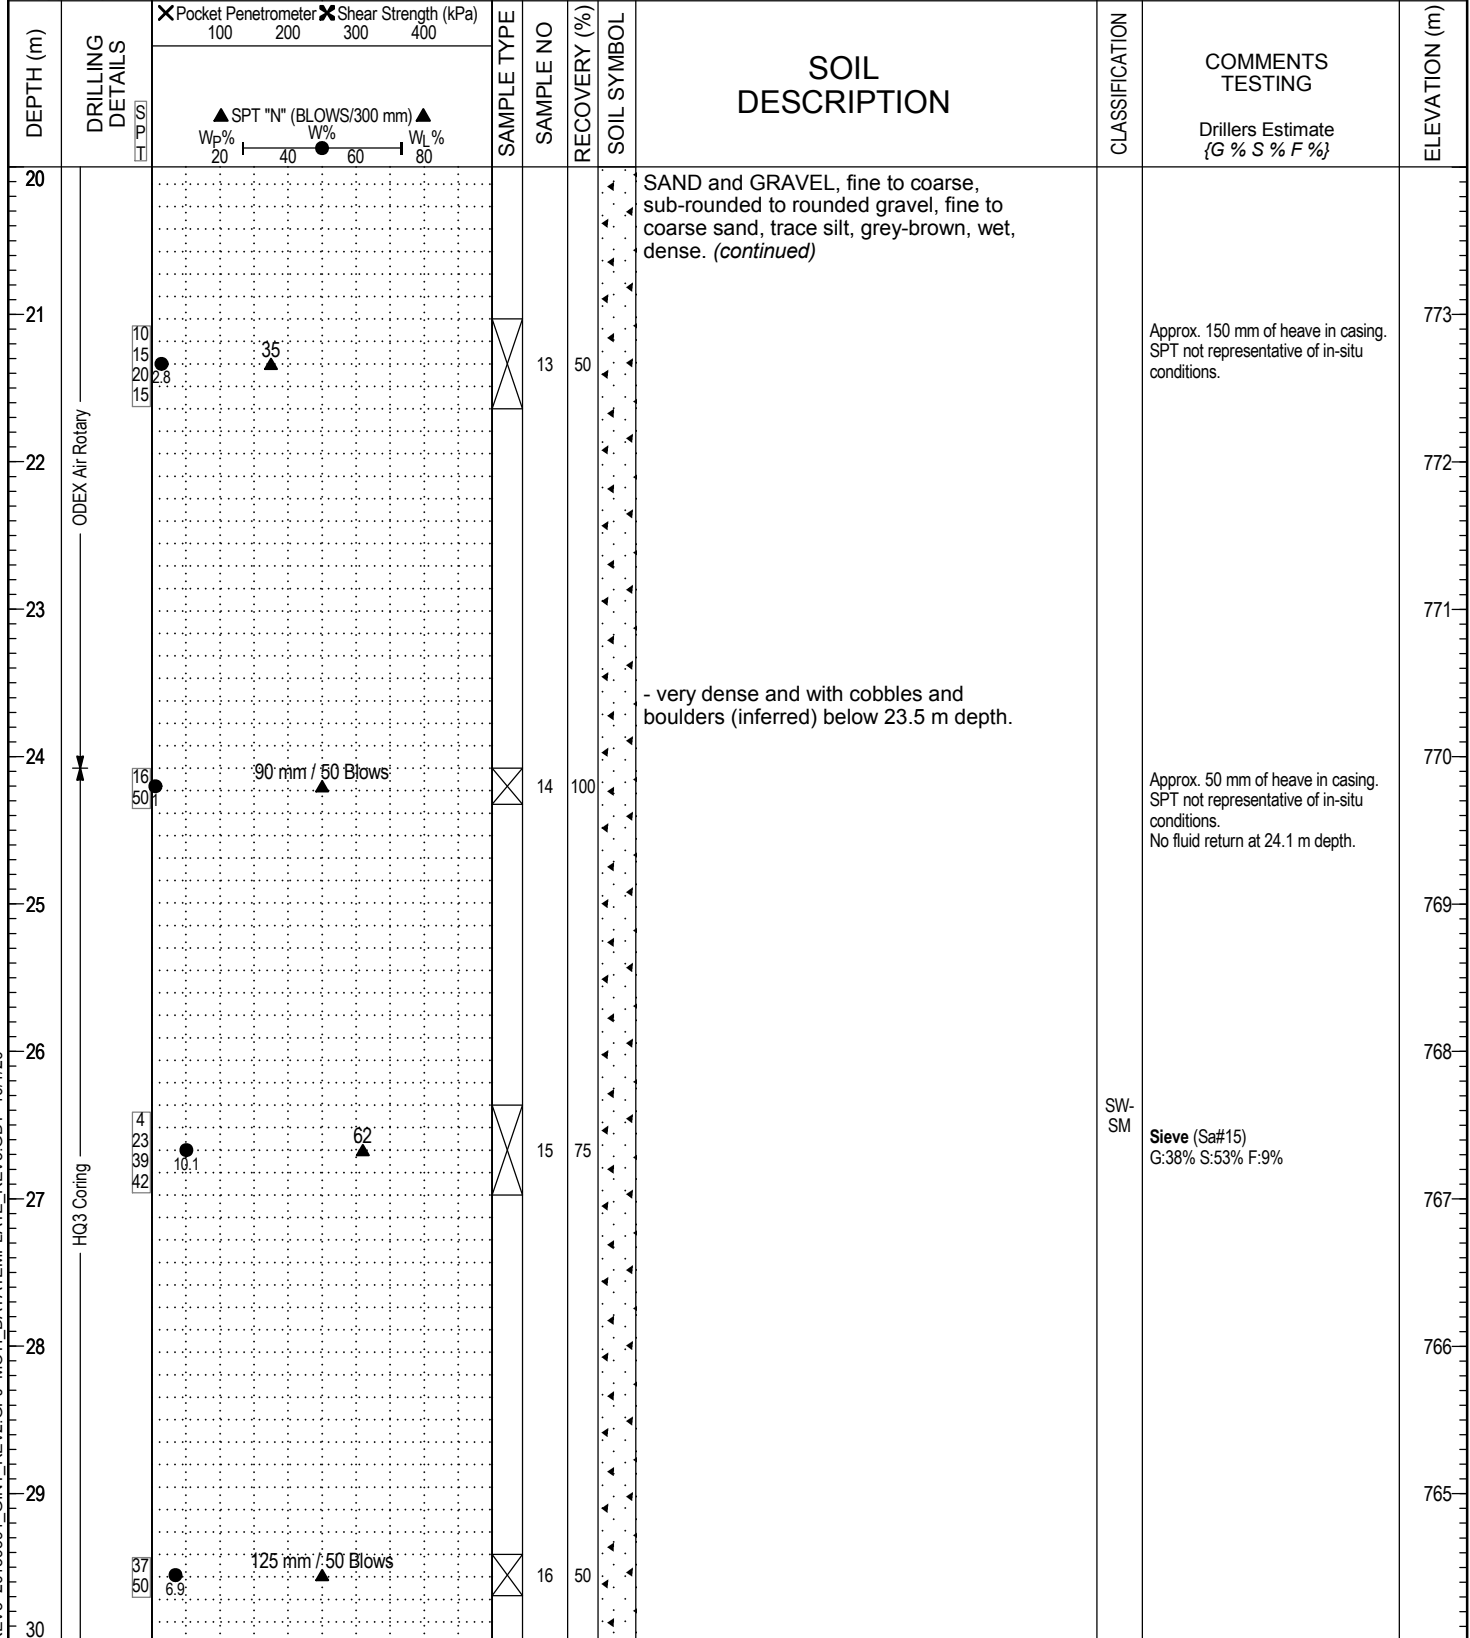 Pocket Penetrometer Shear Strength (kPa)
100 200 300 400
DEPTH (m)
DRILLING DETAILS
SPT
SPT "N" (BLOWS/300 mm)
WP% W% WL%
20 40 60 80
SAMPLE TYPE
SAMPLE NO
RECOVERY (%)
SOIL SYMBOL
SOIL
DESCRIPTION
CLASSIFICATION
COMMENTS
TESTING
Drillers Estimate
{G % S % F %}
ELEVATION (m)
20
SAND and GRAVEL, fine to coarse,
sub-rounded to rounded gravel, fine to
coarse sand, trace silt, grey-brown, wet,
dense. (continued)
21
773
10
15
20
15
2.8
35
13
50
Approx. 150 mm of heave in casing.
SPT not representative of in-situ
conditions.
ODEX Air Rotary
22
772
23
771
- very dense and with cobbles and
boulders (inferred) below 23.5 m depth.
24
770
16
50
1
90 mm / 50 Blows
14
100
Approx. 50 mm of heave in casing.
SPT not representative of in-situ
conditions.
No fluid return at 24.1 m depth.
25
769
26
768
4
23
39
42
10.1
62
15
75
SW-
SM
Sieve (Sa#15)
G:38% S:53% F:9%
HQ3 Coring
27
767
28
766
29
765
37
50
6.9
125 mm / 50 Blows
16
50
30